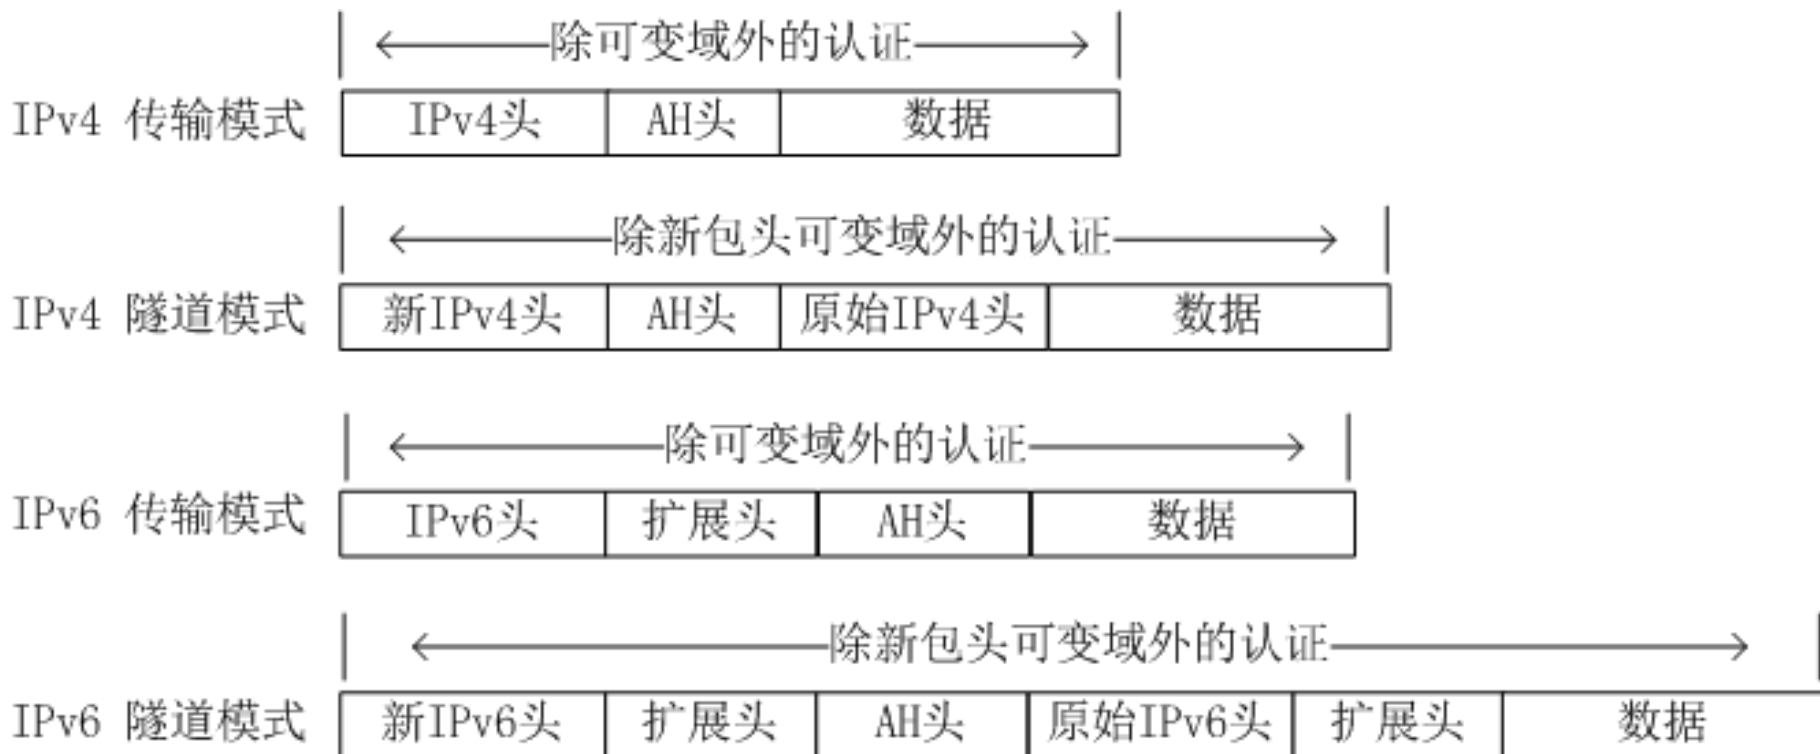 除可变域外的认证
IPv4 传输模式 IPv4头 AH头 数据
除新包头可变域外的认证
IPv4 隧道模式 新IPv4头 AH头 原始IPv4头 数据
除可变域外的认证
IPv6 传输模式 IPv6头 扩展头 AH头 数据
除新包头可变域外的认证
IPv6 隧道模式 新IPv6头 扩展头 AH头 原始IPv6头 扩展头 数据